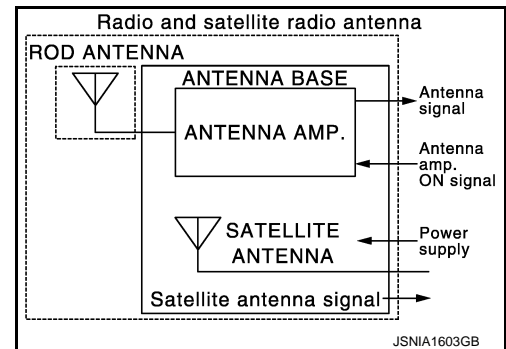 Radio and satellite radio antenna
ROD ANTENNA
ANTENNA BASE
ANTENNA AMP.
Antenna
signal
Antenna
amp.
ON signal
SATELLITE
ANTENNA
Power
supply
Satellite antenna signal
JSNIA1603GB